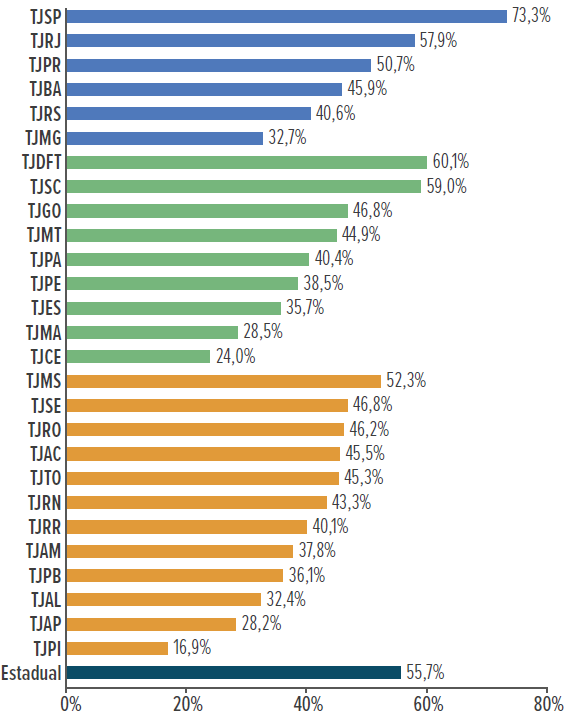 TJSP 73,3%
TJRJ 57,9%
TJPR 50,7%
TJBA 45,9%
TJRS 40,6%
TJMG 32,7%
TJDFT 60,1%
TJSC 59,0%
TJGO 46,8%
TJMT 44,9%
TJPA 40,4%
TJPE 38,5%
TJES 35,7%
TJMA 28,5%
TJCE 24,0%
TJMS 52,3%
TJSE 46,8%
TJRO 46,2%
TJAC 45,5%
TJTO 45,3%
TJRN 43,3%
TJRR 40,1%
TJAM 37,8%
TJPB 36,1%
TJAL 32,4%
TJAP 28,2%
TJPI 16,9%
Estadual 55,7%
0% 20% 40% 60% 80%